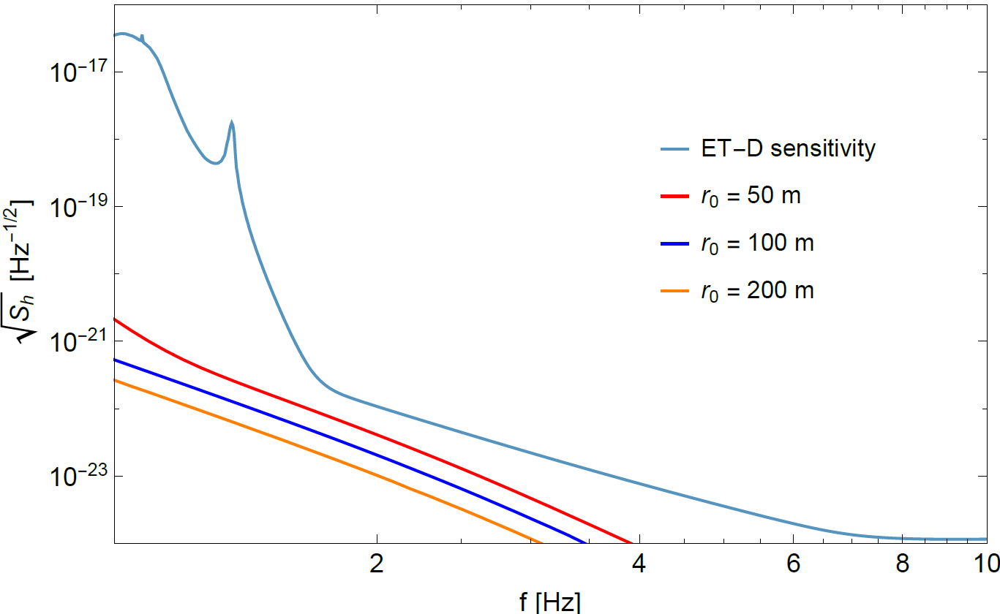 10⁻¹⁷
10⁻¹⁹
10⁻²¹
10⁻²³
√Sₕ [Hz⁻¹/²]
ET−D sensitivity
r₀ = 50 m
r₀ = 100 m
r₀ = 200 m
2 4 6 8 10
f [Hz]